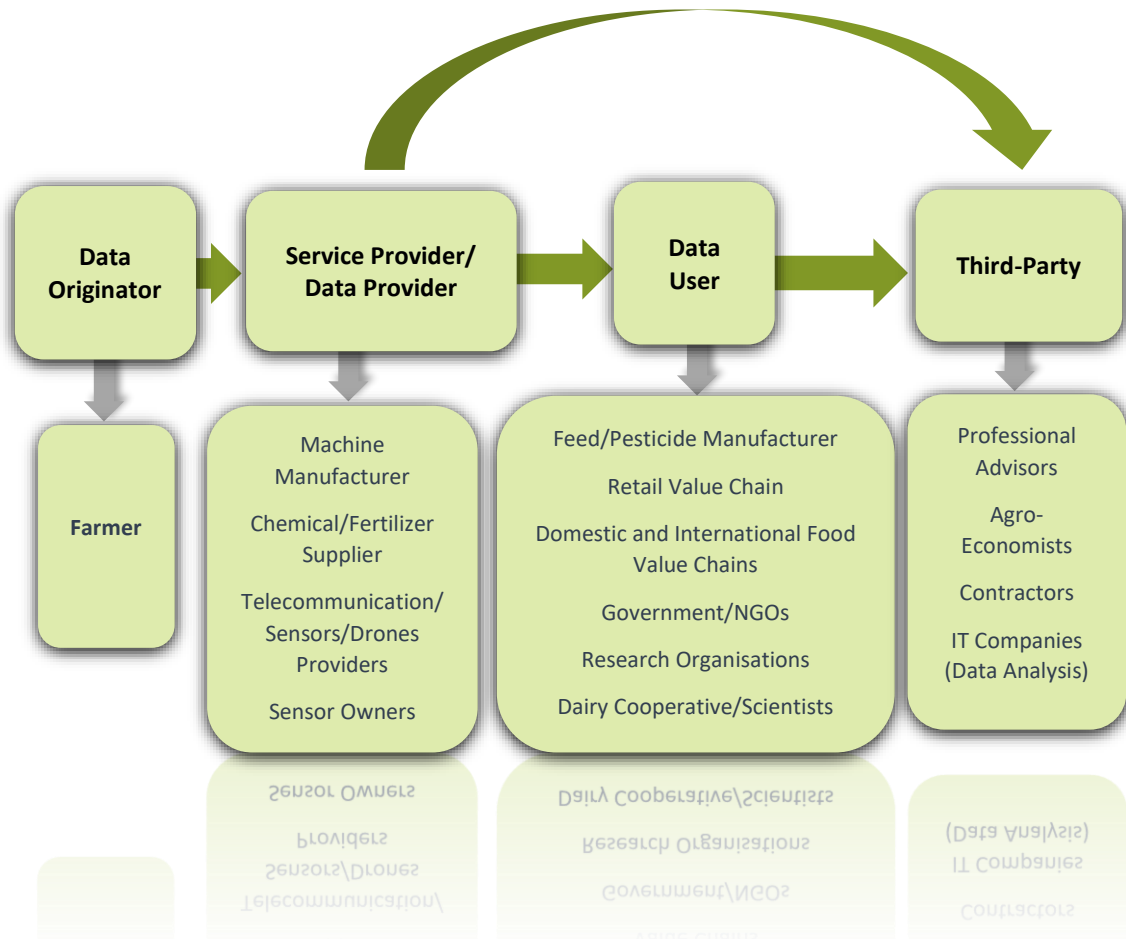 Data
Originator
Service Provider/
Data Provider
Data
User
Third-Party
Farmer
Machine
Manufacturer
Chemical/Fertilizer
Supplier
Telecommunication/
Sensors/Drones
Providers
Sensor Owners
Feed/Pesticide Manufacturer
Retail Value Chain
Domestic and International Food
Value Chains
Government/NGOs
Research Organisations
Dairy Cooperative/Scientists
Professional
Advisors
Agro-
Economists
Contractors
IT Companies
(Data Analysis)